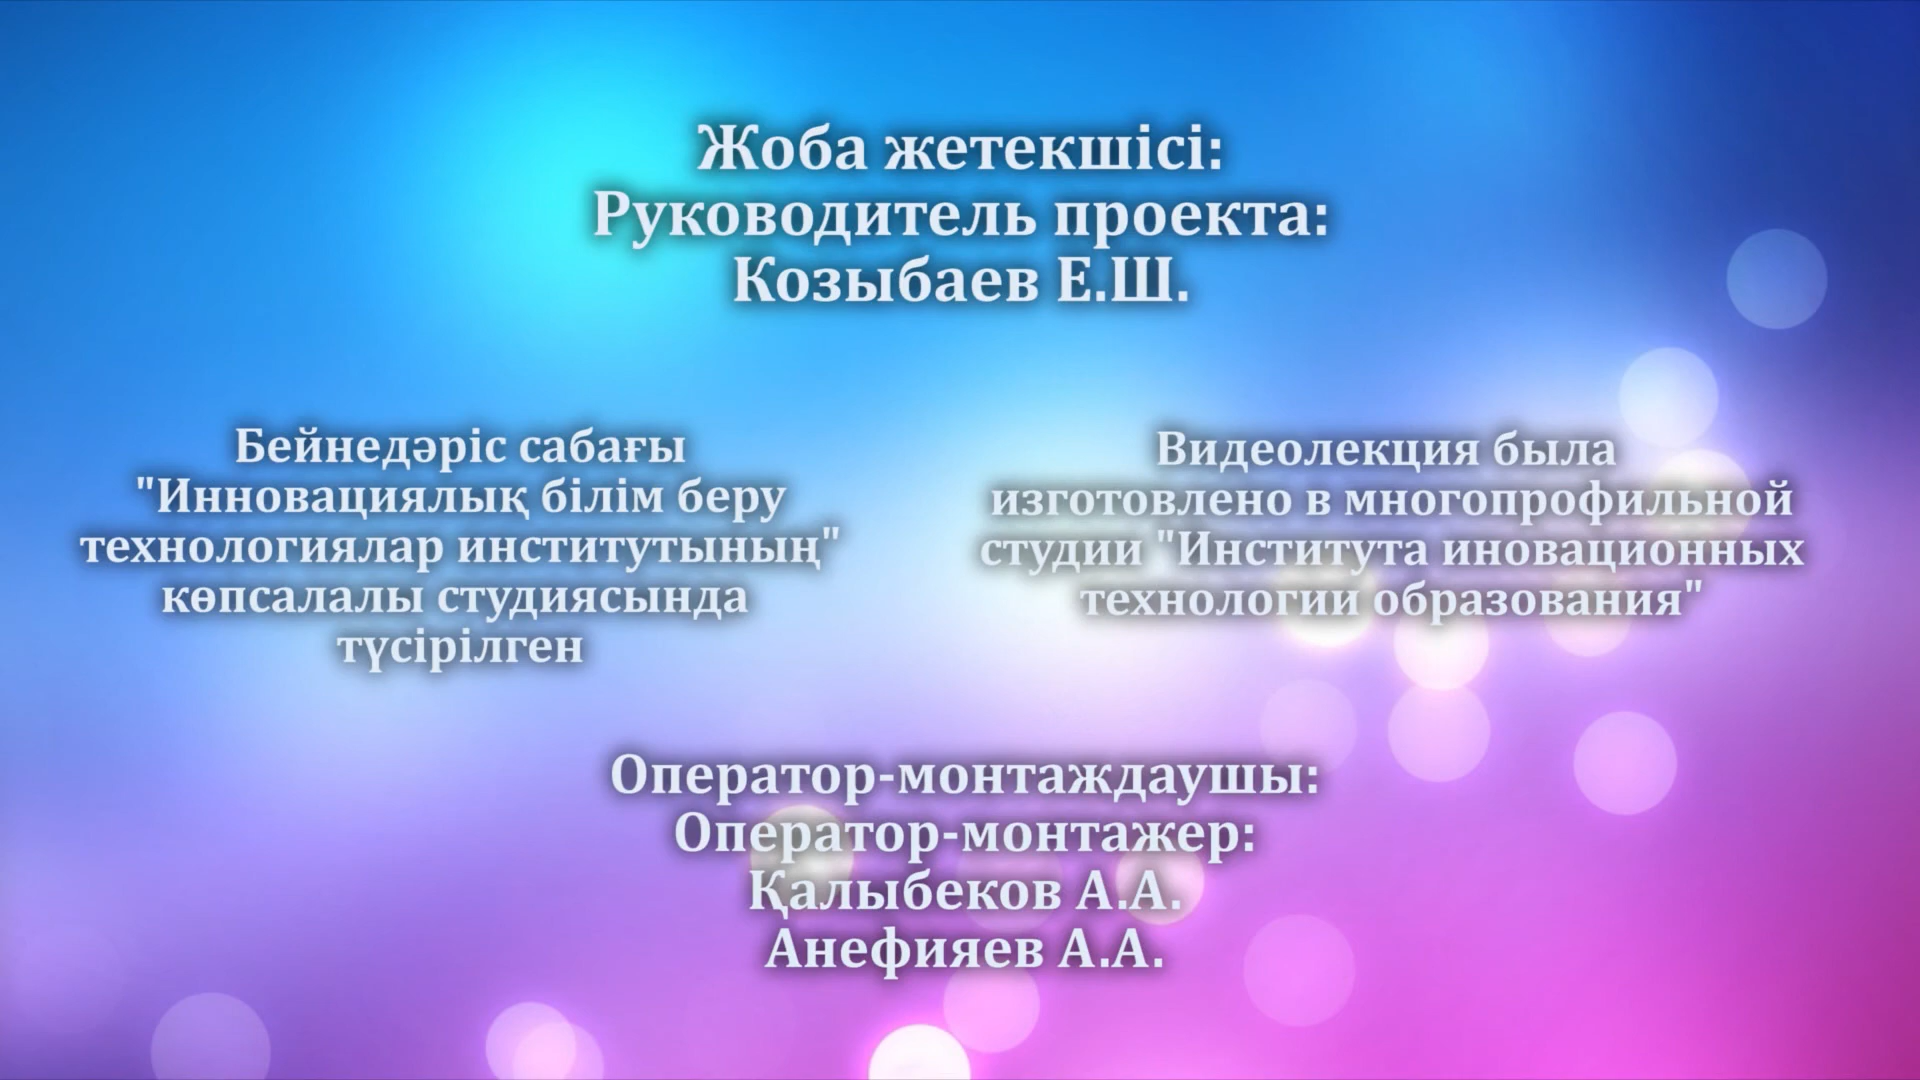 Жоба жетекшісі:
Руководитель проекта:
Козыбаев Е.Ш.
Бейнедәріс сабағы
"Инновациялық білім беру
технологиялар институтының"
көпсалалы студиясында
түсірілген
Видеолекция была
изготовлено в многопрофильной
студии "Института иновационных
технологии образования"
Оператор-монтаждаушы:
Оператор-монтажер:
Қалыбеков А.А.
Анефияев А.А.